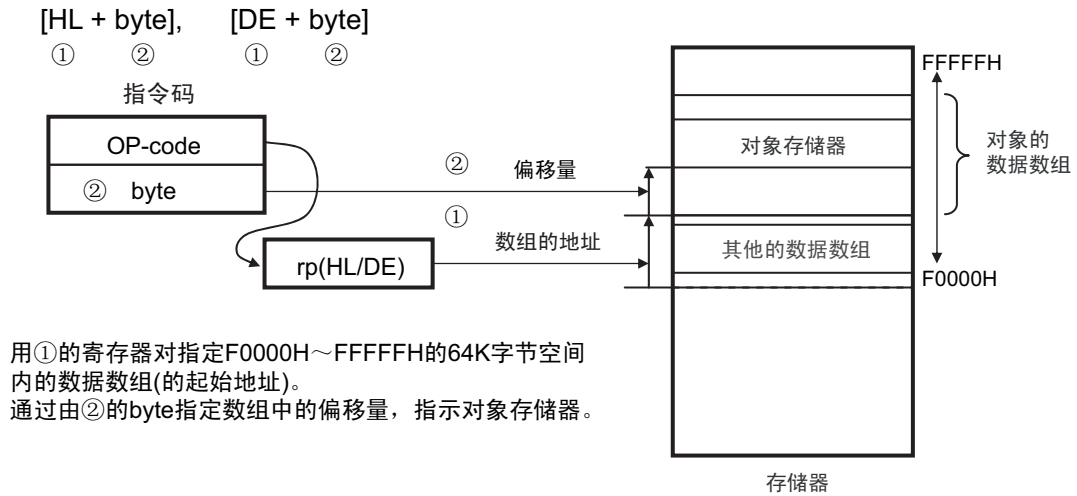 [HL + byte], [DE + byte]
① ② ① ②
指令码
OP-code
② byte
② 偏移量
① 数组的地址
rp(HL/DE)
FFFFFH
对象存储器
对象的
数据数组
其他的数据数组
F0000H
存储器
用①的寄存器对指定F0000H～FFFFFH的64K字节空间
内的数据数组(的起始地址)。
通过由②的byte指定数组中的偏移量，指示对象存储器。